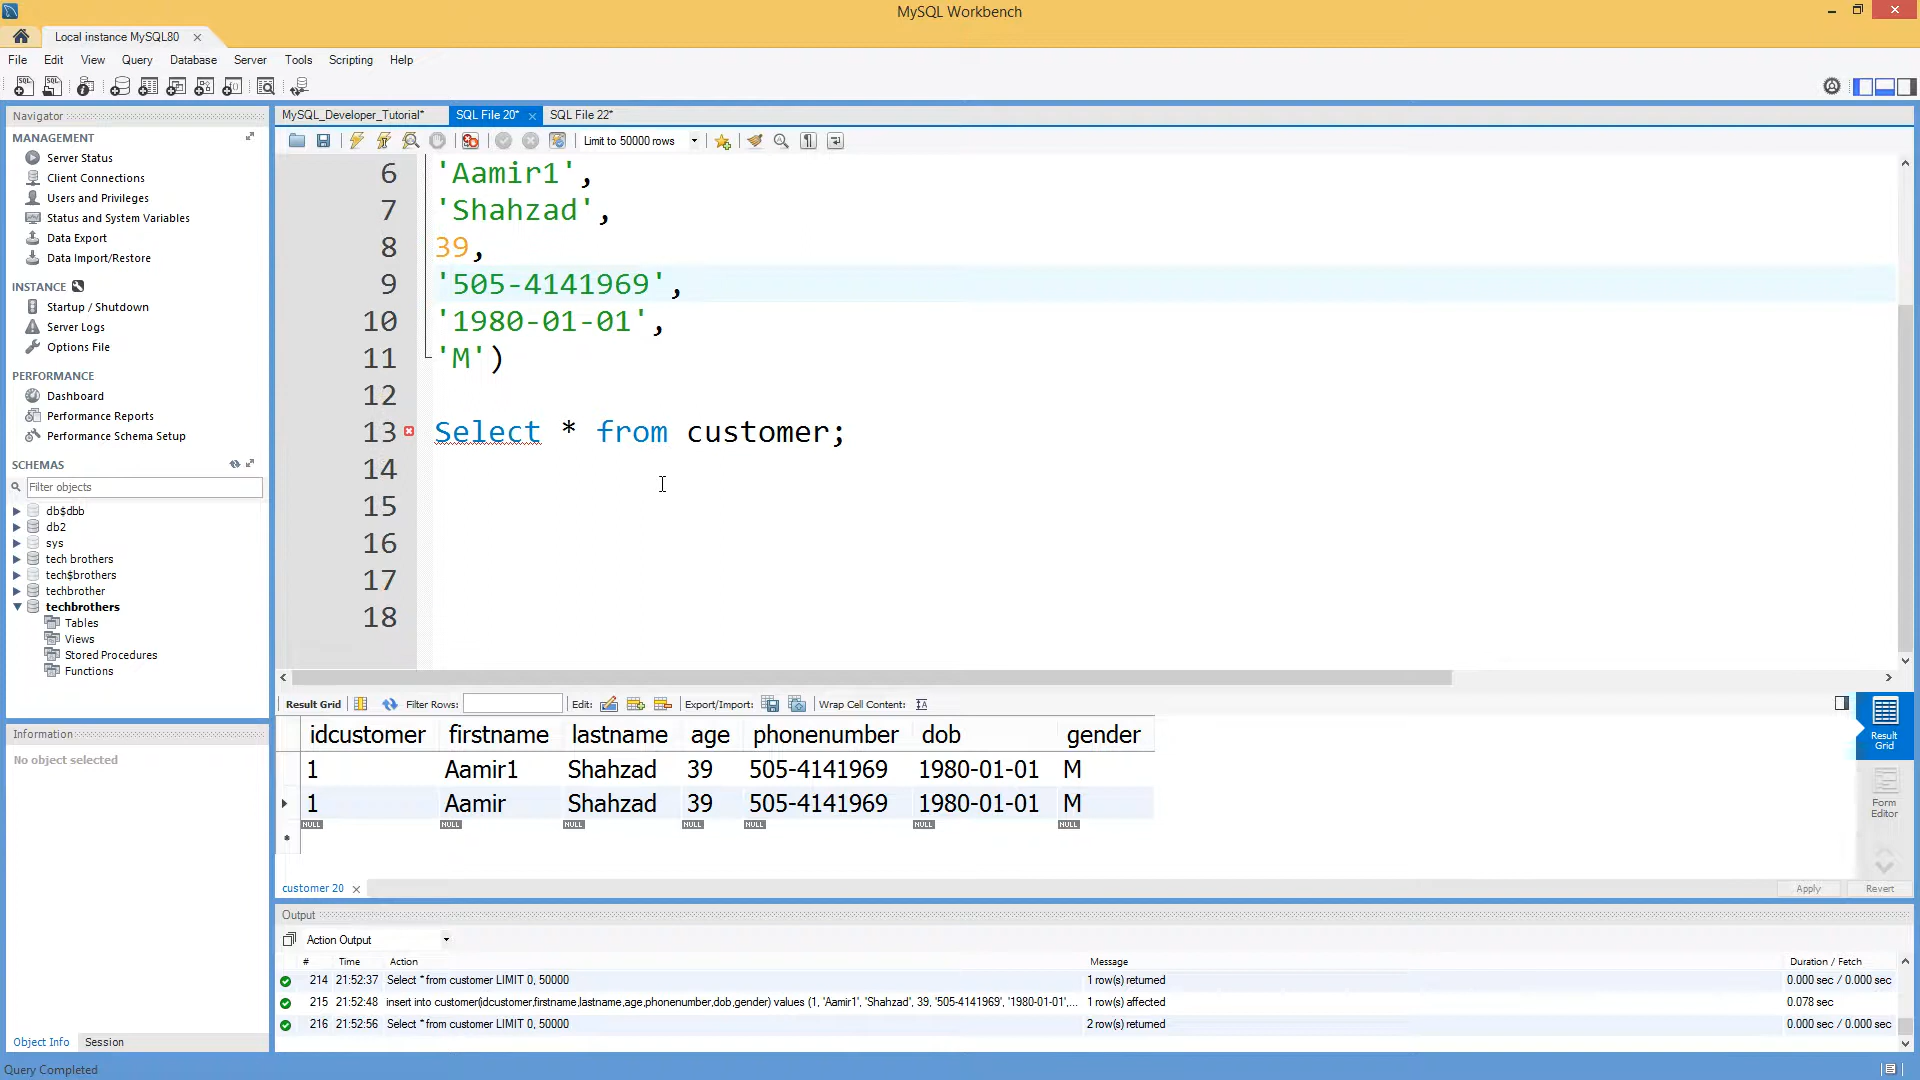 MySQL Workbench
Local instance MySQL80
File Edit View Query Database Server Tools Scripting Help
Navigator
MANAGEMENT
Server Status
Client Connections
Users and Privileges
Status and System Variables
Data Export
Data Import/Restore
INSTANCE
Startup / Shutdown
Server Logs
Options File
PERFORMANCE
Dashboard
Performance Reports
Performance Schema Setup
SCHEMAS
Filter objects
db$dbb
db2
sys
tech brothers
tech$brothers
techbrother
techbrothers
Tables
Views
Stored Procedures
Functions
Information
No object selected
Object Info Session
MySQL_Developer_Tutorial* SQL File 20* SQL File 22*
Limit to 50000 rows
6 'Aamir1',
7 'Shahzad',
8 39,
9 '505-4141969',
10 '1980-01-01',
11 'M')
12
13 Select * from customer;
14
15
16
17
18
Result Grid Filter Rows: Edit: Export/Import: Wrap Cell Content:
idcustomer firstname lastname age phonenumber dob gender
1 Aamir1 Shahzad 39 505-4141969 1980-01-01 M
1 Aamir Shahzad 39 505-4141969 1980-01-01 M
NULL NULL NULL NULL NULL NULL NULL
Result Grid
Form Editor
customer 20
Apply Revert
Output
Action Output
# Time Action Message Duration / Fetch
214 21:52:37 Select * from customer LIMIT 0, 50000 1 row(s) returned 0.000 sec / 0.000 sec
215 21:52:48 insert into customer(idcustomer,firstname,lastname,age,phonenumber,dob,gender) values (1, 'Aamir1', 'Shahzad', 39, '505-4141969', '1980-01-01',... 1 row(s) affected 0.078 sec
216 21:52:56 Select * from customer LIMIT 0, 50000 2 row(s) returned 0.000 sec / 0.000 sec
Query Completed